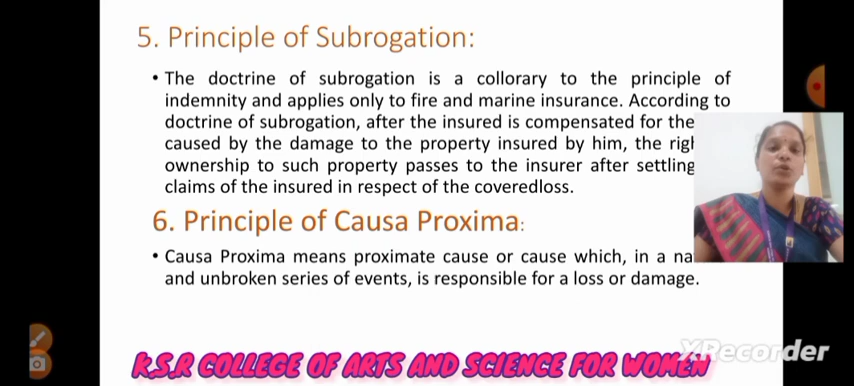 5. Principle of Subrogation:
• The doctrine of subrogation is a collorary to the principle of
indemnity and applies only to fire and marine insurance. According to
doctrine of subrogation, after the insured is compensated for the
caused by the damage to the property insured by him, the
ownership to such property passes to the insurer after settling
claims of the insured in respect of the coveredloss.
6. Principle of Causa Proxima:
• Causa Proxima means proximate cause or cause which, in a
and unbroken series of events, is responsible for a loss or damage.
K.S.R COLLEGE OF ARTS AND SCIENCE FOR WOMEN
XRecorder